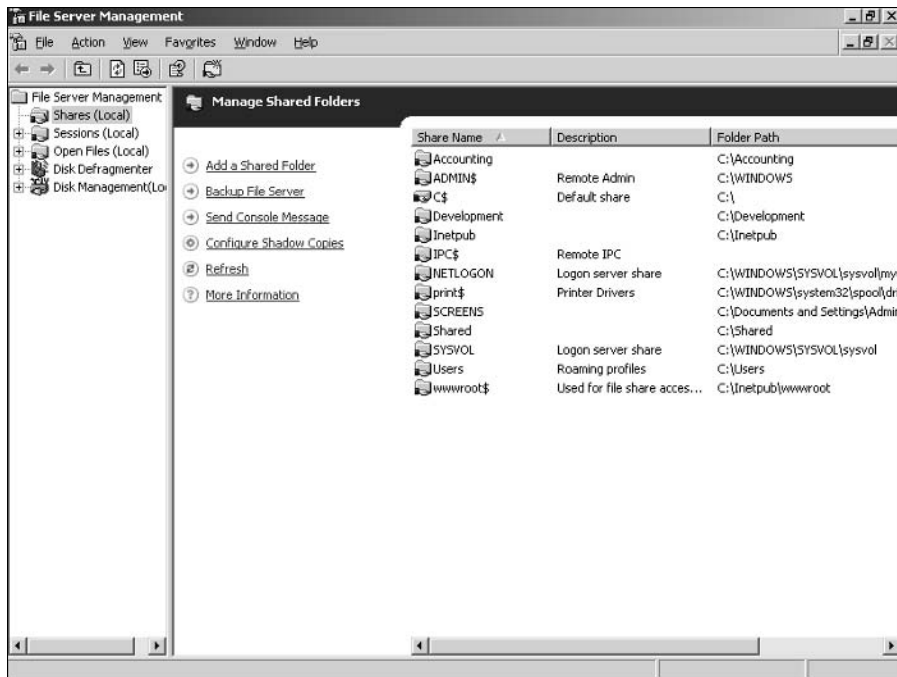 File Server Management
File Action View Favorites Window Help
File Server Management
Shares (Local)
Sessions (Local)
Open Files (Local)
Disk Defragmenter
Disk Management(Lo
Manage Shared Folders
Add a Shared Folder
Backup File Server
Send Console Message
Configure Shadow Copies
Refresh
More Information
Share Name Description Folder Path
Accounting C:\Accounting
ADMIN$ Remote Admin C:\WINDOWS
C$ Default share C:\
Development C:\Development
Inetpub C:\Inetpub
IPC$ Remote IPC
NETLOGON Logon server share C:\WINDOWS\SYSVOL\sysvol\my
print$ Printer Drivers C:\WINDOWS\system32\spool\dri
SCREENS C:\Documents and Settings\Admin
Shared C:\Shared
SYSVOL Logon server share C:\WINDOWS\SYSVOL\sysvol
Users Roaming profiles C:\Users
wwwroot$ Used for file share acces... C:\Inetpub\wwwroot